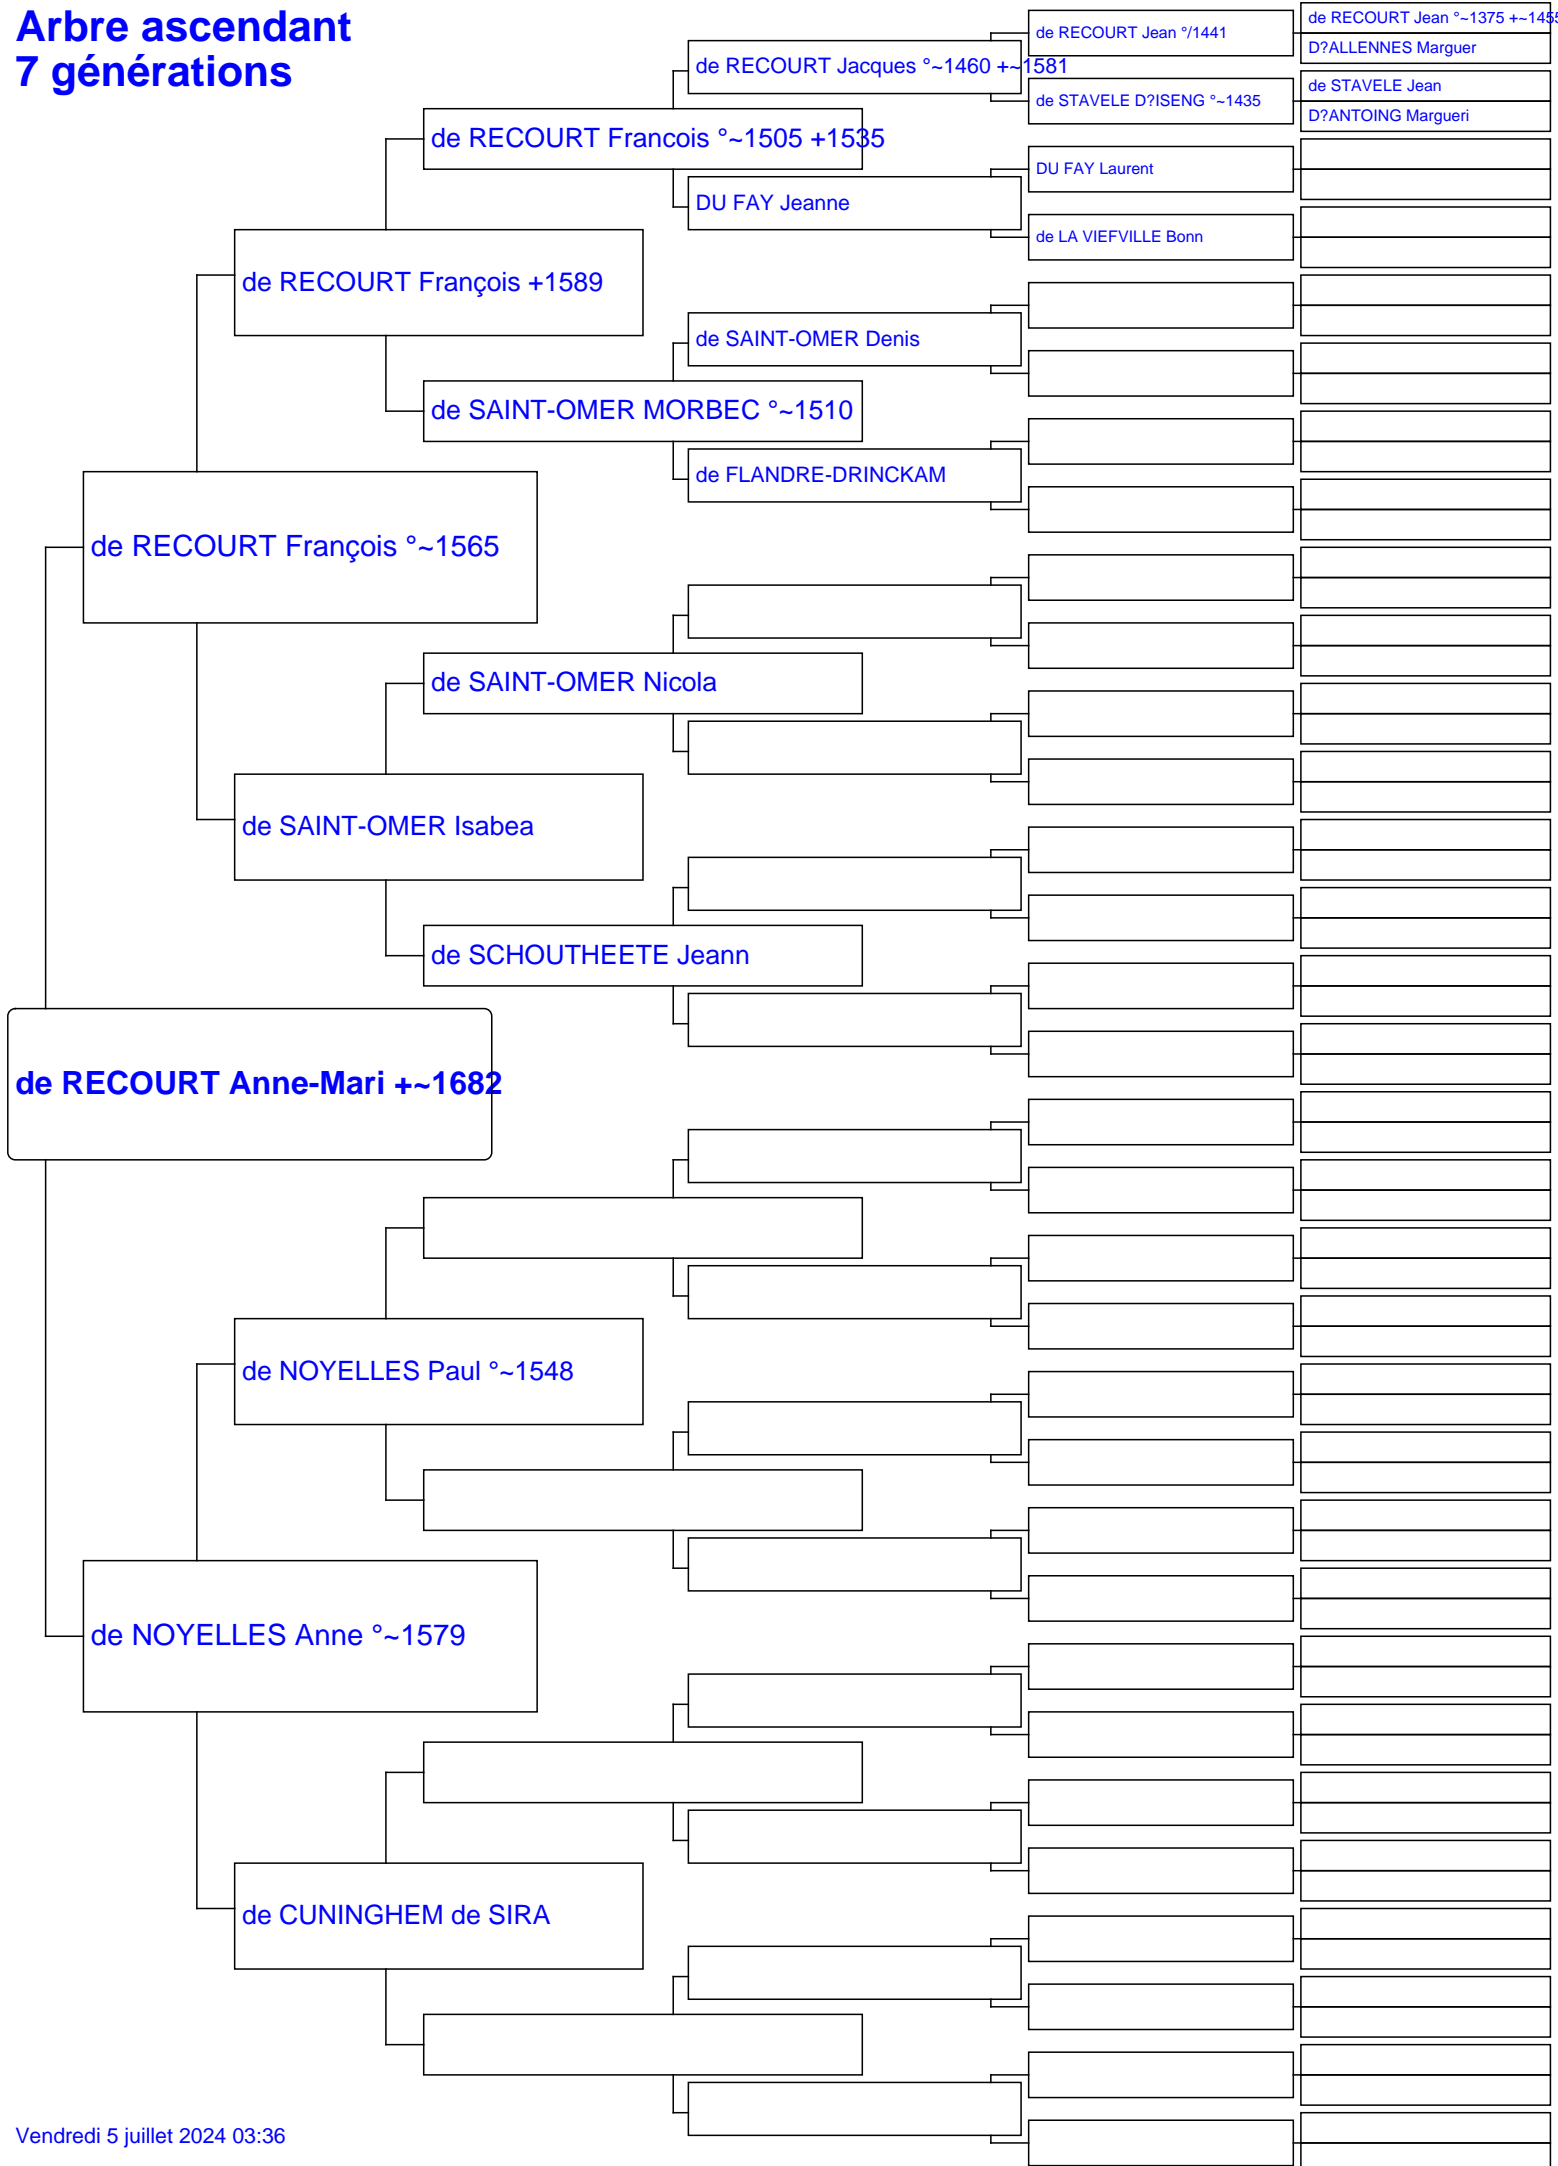 Arbre ascendant
7 générations
de RECOURT Jean °/1441
de RECOURT Jean °~1375 +~1455
D?ALLENNES Marguer
de RECOURT Jacques °~1460 +~1581
de STAVELE D?ISENG °~1435
de STAVELE Jean
D?ANTOING Margueri
de RECOURT Francois °~1505 +1535
DU FAY Laurent
DU FAY Jeanne
de LA VIEFVILLE Bonn
de RECOURT François +1589
de SAINT-OMER Denis
de SAINT-OMER MORBEC °~1510
de FLANDRE-DRINCKAM
de RECOURT François °~1565
de SAINT-OMER Nicola
de SAINT-OMER Isabea
de SCHOUTHEETE Jeann
de RECOURT Anne-Mari +~1682
de NOYELLES Paul °~1548
de NOYELLES Anne °~1579
de CUNINGHEM de SIRA
Vendredi 5 juillet 2024 03:36